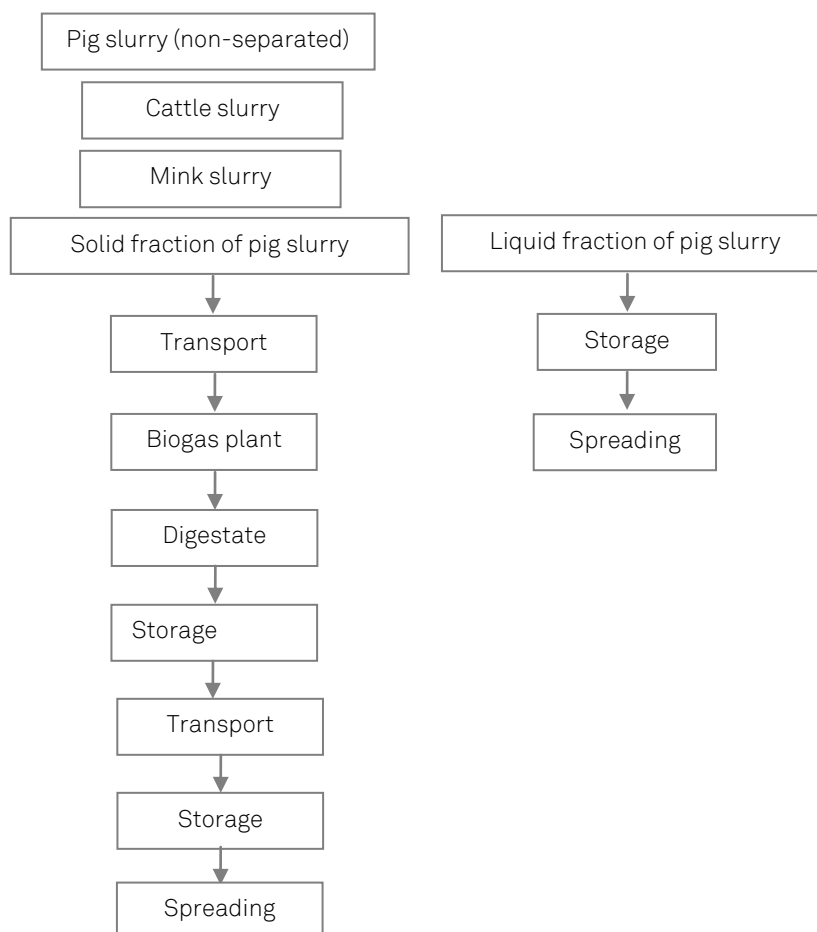 Pig slurry (non-separated)
Cattle slurry
Mink slurry
Solid fraction of pig slurry
Transport
Biogas plant
Digestate
Storage
Transport
Storage
Spreading
Liquid fraction of pig slurry
Storage
Spreading